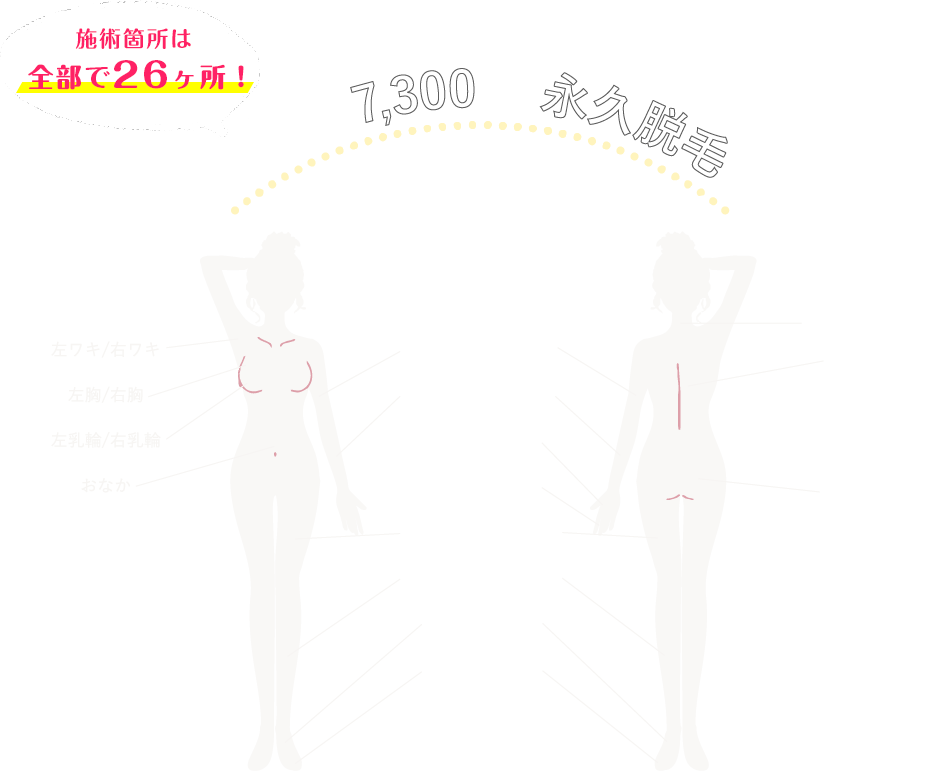 施術箇所は
全部で26ヶ所！
7,300 永久脱毛
左ワキ/右ワキ
左胸/右胸
左乳輪/右乳輪
おなか